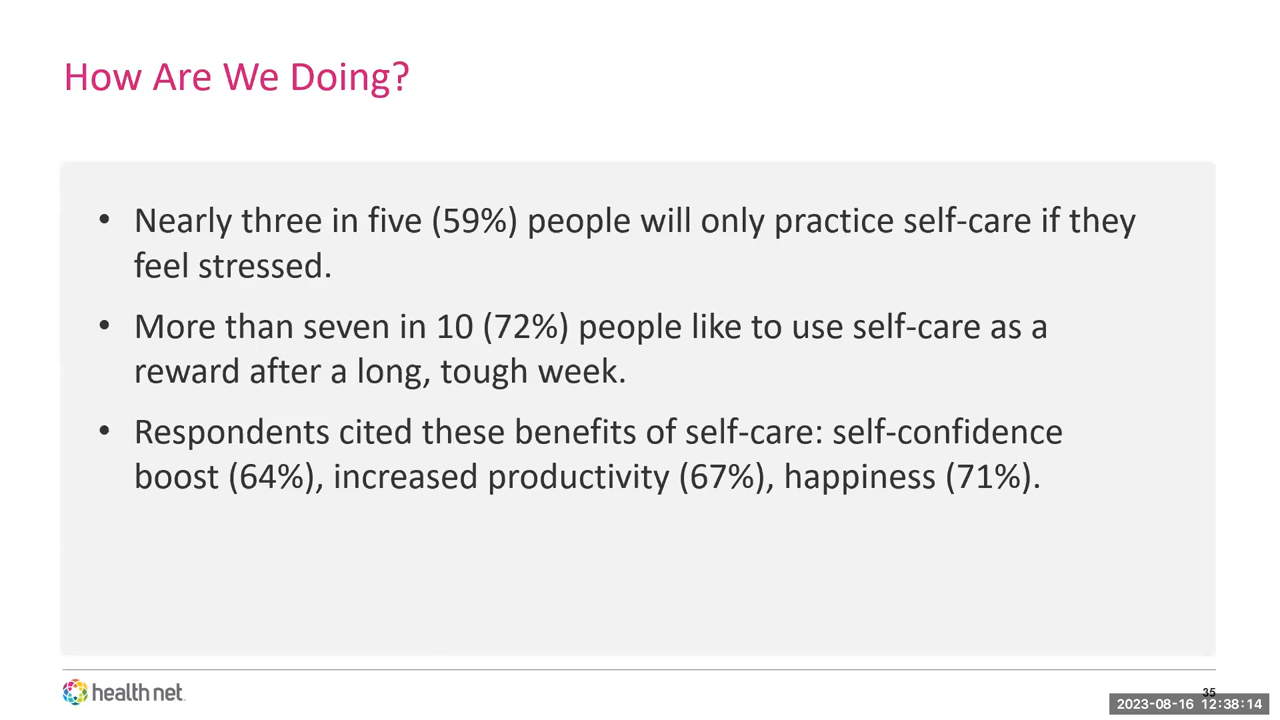 How Are We Doing?
• Nearly three in five (59%) people will only practice self-care if they
feel stressed.
• More than seven in 10 (72%) people like to use self-care as a
reward after a long, tough week.
• Respondents cited these benefits of self-care: self-confidence
boost (64%), increased productivity (67%), happiness (71%).
health net
35
2023-08-16 12:38:14